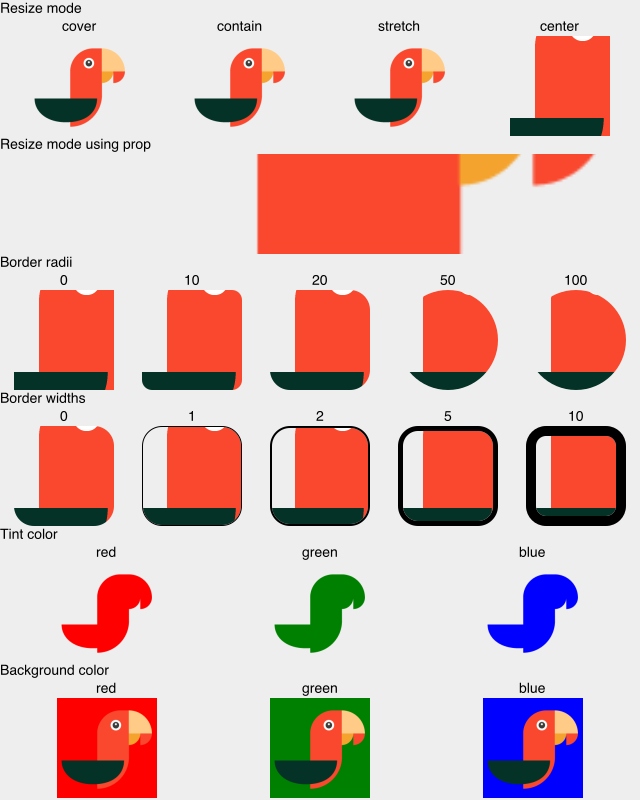 Resize mode
cover contain stretch center
Resize mode using prop
Border radii
0 10 20 50 100
Border widths
0 1 2 5 10
Tint color
red green blue
Background color
red green blue